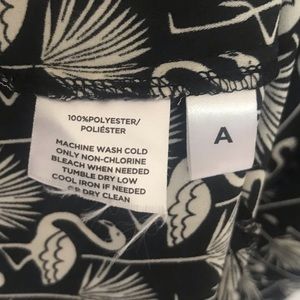 100%POLYESTER/
POLIÉSTER
MACHINE WASH COLD
ONLY NON-CHLORINE
BLEACH WHEN NEEDED
TUMBLE DRY LOW
COOL IRON IF NEEDED
OR DRY CLEAN
A